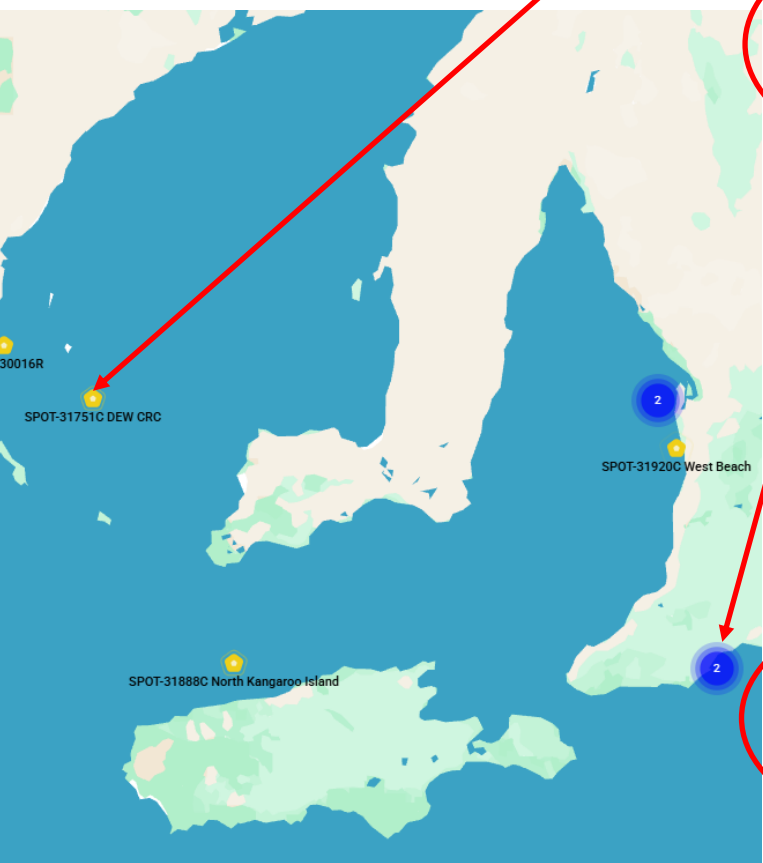 30016R
SPOT-31751C DEW CRC
2
SPOT-31920C West Beach
2
SPOT-31888C North Kangaroo Island